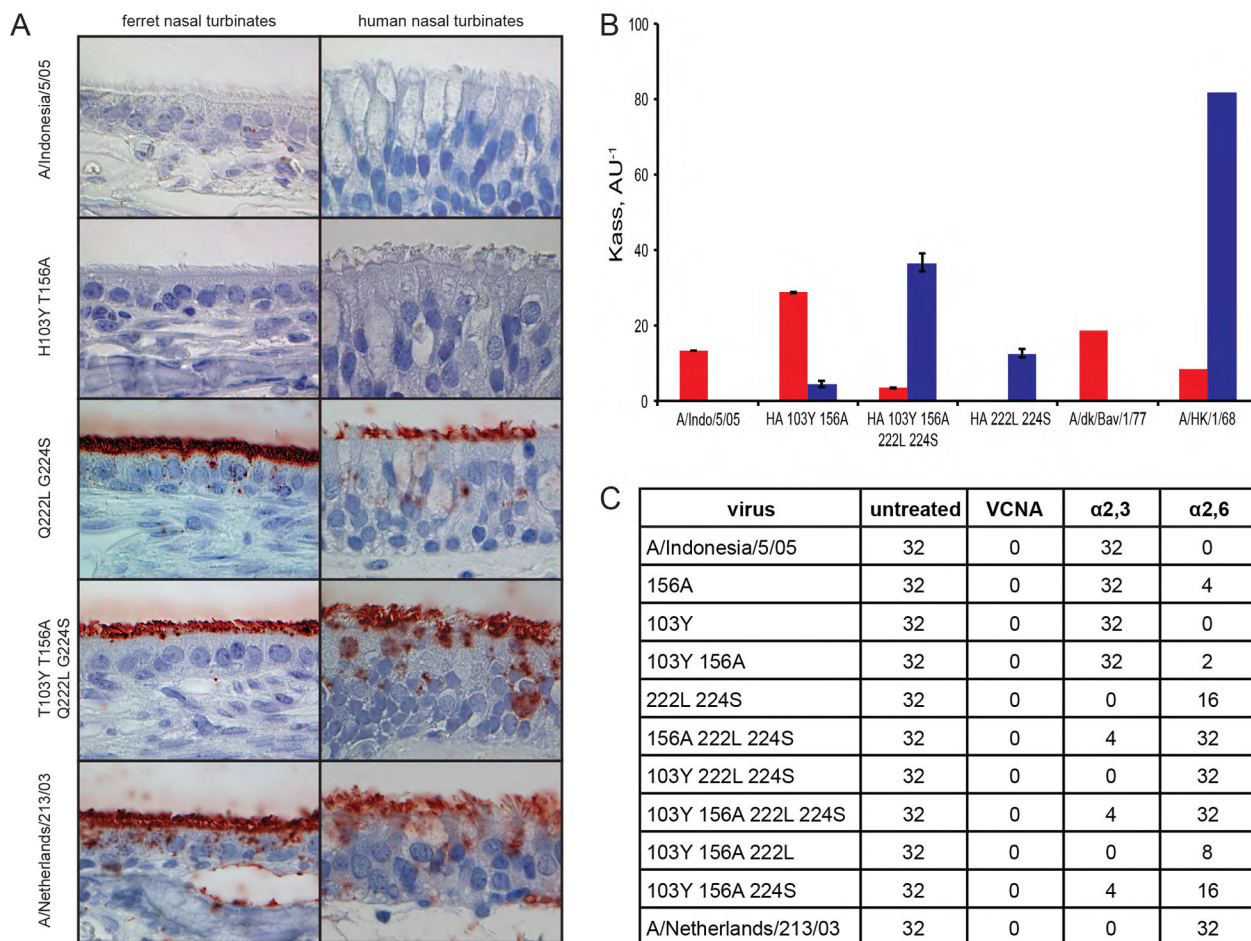 A
ferret nasal turbinates
human nasal turbinates
A/Indonesia/5/05
H103Y T156A
Q222L G224S
T103Y T156A
Q222L G224S
A/Netherlands/213/03
B
Kass, AU-1
100
80
60
40
20
0
A/Indo/5/05
HA 103Y 156A
HA 103Y 156A
222L 224S
HA 222L 224S
A/dk/Bav/1/77
A/HK/1/68
C
virus untreated VCNA α2,3 α2,6
A/Indonesia/5/05 32 0 32 0
156A 32 0 32 4
103Y 32 0 32 0
103Y 156A 32 0 32 2
222L 224S 32 0 0 16
156A 222L 224S 32 0 4 32
103Y 222L 224S 32 0 0 32
103Y 156A 222L 224S 32 0 4 32
103Y 156A 222L 32 0 0 8
103Y 156A 224S 32 0 4 16
A/Netherlands/213/03 32 0 0 32